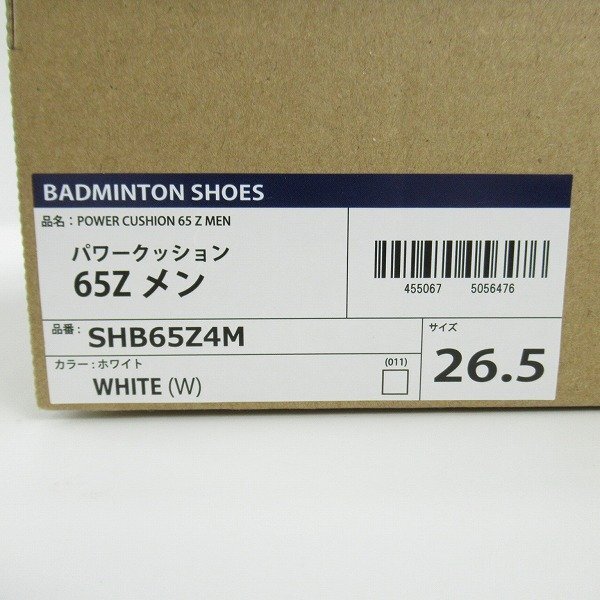 BADMINTON SHOES
品名：POWER CUSHION 65 Z MEN
パワークッション
65Z メン
455067 5056476
品番： SHB65Z4M
カラー：ホワイト (011)
WHITE (W)
サイズ
26.5